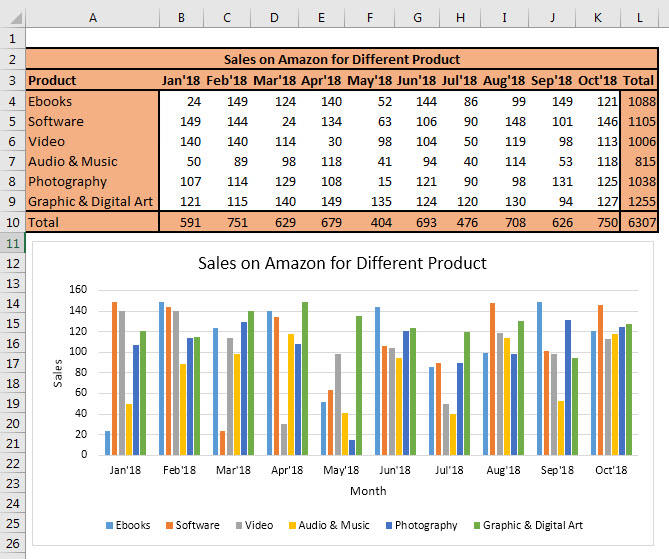 A B C D E F G H I J K L
1
2 Sales on Amazon for Different Product
3 Product Jan'18 Feb'18 Mar'18 Apr'18 May'18 Jun'18 Jul'18 Aug'18 Sep'18 Oct'18 Total
4 Ebooks 24 149 124 140 52 144 86 99 149 121 1088
5 Software 149 144 24 134 63 106 90 148 101 146 1105
6 Video 140 140 114 30 98 104 50 119 98 113 1006
7 Audio & Music 50 89 98 118 41 94 40 114 53 118 815
8 Photography 107 114 129 108 15 121 90 98 131 125 1038
9 Graphic & Digital Art 121 115 140 149 135 124 120 130 94 127 1255
10 Total 591 751 629 679 404 693 476 708 626 750 6307
11
12 Sales on Amazon for Different Product
13
14 160
15 140
16 120
17 100
18 80
19 60
20 40
21 20
22 0
Sales
Jan'18 Feb'18 Mar'18 Apr'18 May'18 Jun'18 Jul'18 Aug'18 Sep'18 Oct'18
23
24 Month
25 Ebooks Software Video Audio & Music Photography Graphic & Digital Art
26